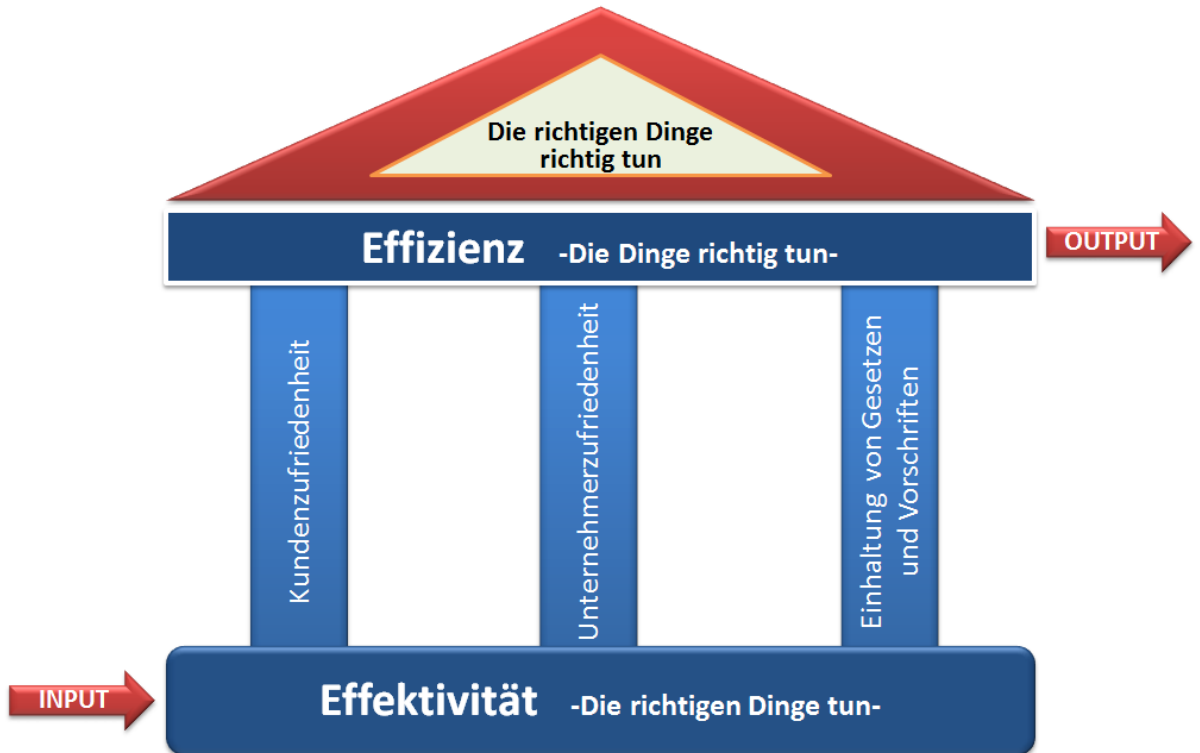 Die richtigen Dinge
richtig tun
Effizienz -Die Dinge richtig tun-
OUTPUT
Kundenzufriedenheit
Unternehmerzufriedenheit
Einhaltung von Gesetzen
und Vorschriften
INPUT
Effektivität -Die richtigen Dinge tun-